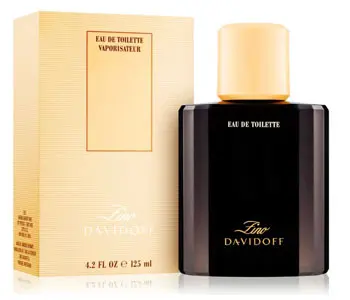 EAU DE TOILETTE
VAPORISATEUR
Zino
DAVIDOFF
4.2 FL OZ ℮ 125 ml
EAU DE TOILETTE
Zino
DAVIDOFF